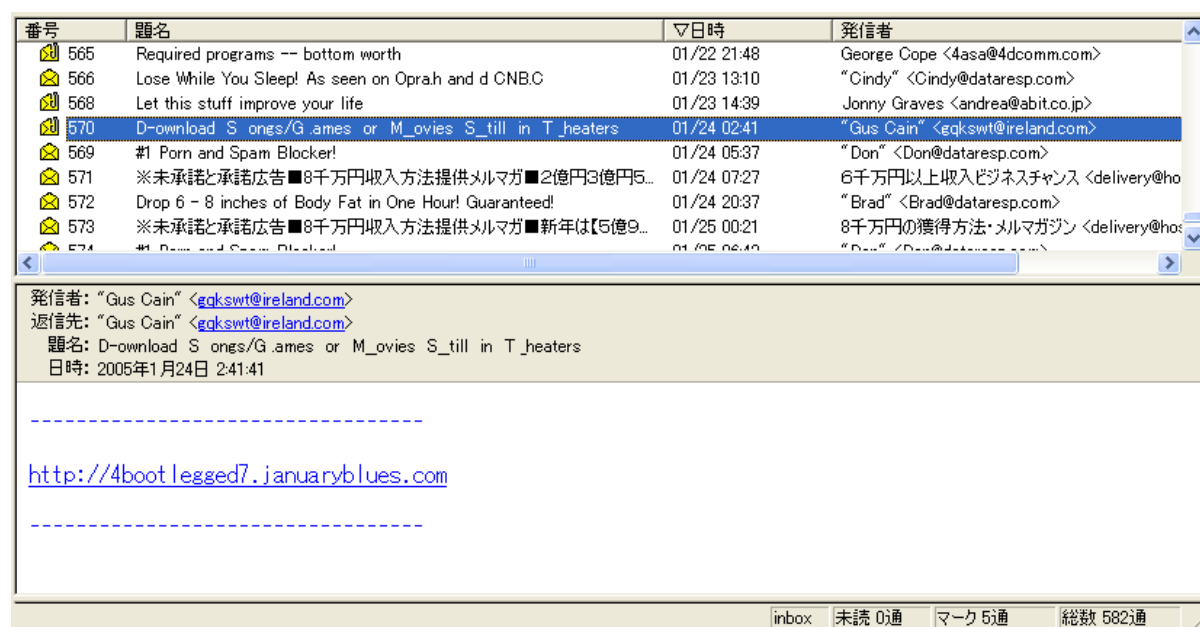 番号 題名 ▽日時 発信者
565 Required programs -- bottom worth 01/22 21:48 George Cope <4asa@4dcomm.com>
566 Lose While You Sleep! As seen on Opra.h and d CNB.C 01/23 13:10 "Cindy" <Cindy@dataresp.com>
568 Let this stuff improve your life 01/23 14:39 Jonny Graves <andrea@abit.co.jp>
570 D-ownload S ongs/G .ames or M_ovies S_till in T_heaters 01/24 02:41 "Gus Cain" <gqkswt@ireland.com>
569 #1 Porn and Spam Blocker! 01/24 05:37 "Don" <Don@dataresp.com>
571 ※未承諾と承諾広告■8千万円収入方法提供メルマガ■2億円3億円5... 01/24 07:27 6千万円以上収入ビジネスチャンス <delivery@ho
572 Drop 6 - 8 inches of Body Fat in One Hour! Guaranteed! 01/24 20:37 "Brad" <Brad@dataresp.com>
573 ※未承諾と承諾広告■8千万円収入方法提供メルマガ■新年は【5億9... 01/25 00:21 8千万円の獲得方法・メルマガジン <delivery@hos
574 #1 Porn and Spam Blocker! 01/25 06:42 "Don" <Don@dataresp.com>
発信者: "Gus Cain" <gqkswt@ireland.com>
返信先: "Gus Cain" <gqkswt@ireland.com>
題名: D-ownload S ongs/G .ames or M_ovies S_till in T_heaters
日時: 2005年1月24日 2:41:41
----------------------------------
http://4bootlegged7.januaryblues.com
----------------------------------
inbox 未読 0通 マーク 5通 総数 582通